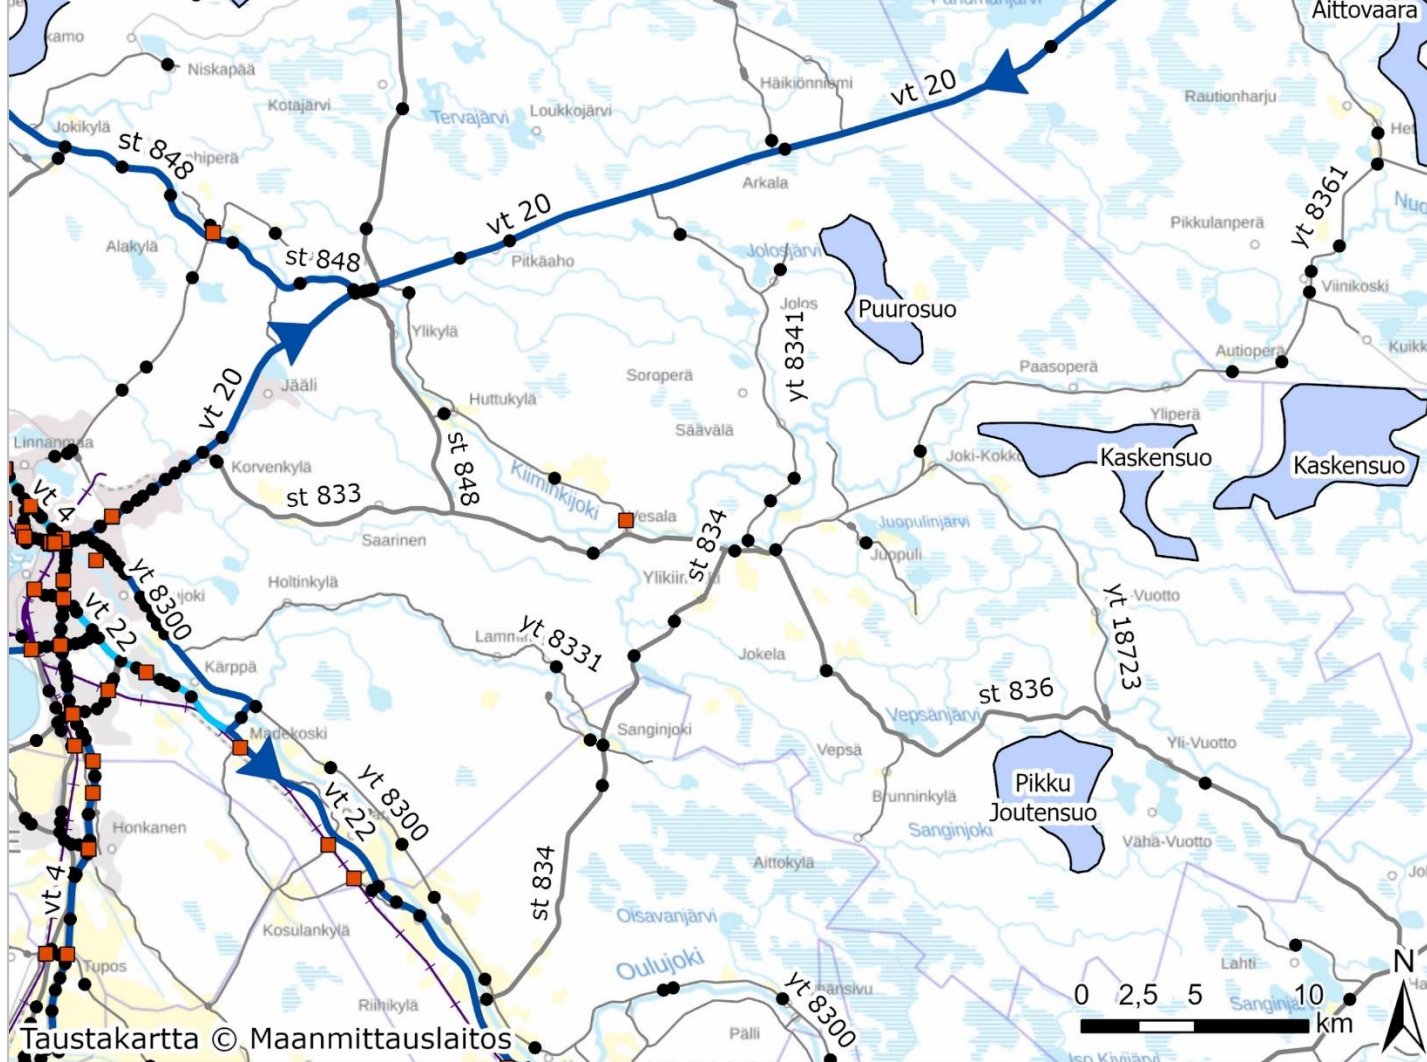 Aittovaara
Niskapää
Häikiönniemi
vt 20
Rautionharju
Kotajärvi
Tervajärvi
Loukkojärvi
Jokikylä
st 848
Arkala
yt 8361
Pikkulanperä
vt 20
Alakylä
st 848
Pitkäaho
Jolosjärvi
Jolos
Viinikoski
Puurosuo
Ylikylä
yt 8341
Autioperä
Paasoperä
Soroperä
Jääli
vt 20
Huttukylä
Yliperä
Säävälä
Linnanmaa
st 848
Joki-Kokko
Kaskensuo
Kaskensuo
Korvenkylä
Kiiminkijoki
st 833
vt 4
Vesala
Juopulinjärvi
Saarinen
st 834
Juopuli
yt 8300
Holtinkylä
vt 22
yt 18723
-Vuotto
yt 8331
Jokela
Kärppä
st 836
Vepsänjärvi
Sanginjoki
Madekoski
Vepsä
Yli-Vuotto
yt 8300
vt 22
Pikku
Joutensuo
Brunninkylä
Sanginjoki
Honkanen
Vähä-Vuotto
Aittokylä
vt 4
st 834
Oisavanjärvi
Kosulankylä
Oulujoki
Lahti
N
Tupos
yt 8300
0 2,5 5 10
km
Riihikylä
Pälli
Taustakartta © Maanmittauslaitos
Iso Kivijärvi